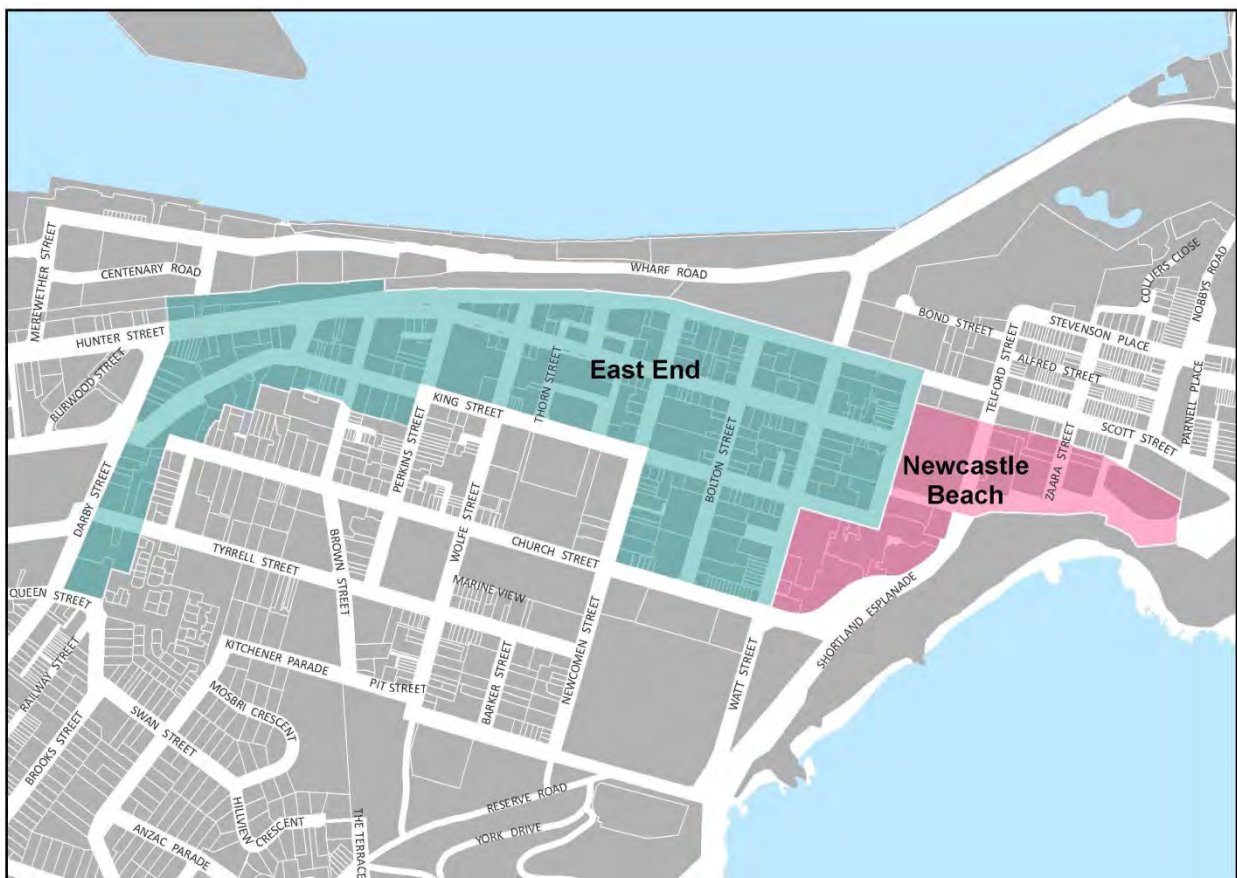 WHARF ROAD
MEREWETHER STREET
CENTENARY ROAD
HUNTER STREET
BURWOOD STREET
DARBY STREET
QUEEN STREET
RAILWAY STREET
BROOKS STREET
SWAN STREET
MOSBRI CRESCENT
HILLVIEW
CRESCENT
ANZAC PARADE
THE TERRACE
KITCHENER PARADE
PIT STREET
TYRRELL STREET
BROWN STREET
PERKINS STREET
WOLFE STREET
KING STREET
THORN STREET
East End
BOLTON STREET
CHURCH STREET
MARINE VIEW
BARKER STREET
NEWCOMEN STREET
WATT STREET
SHORTLAND ESPLANADE
RESERVE ROAD
YORK DRIVE
Newcastle
Beach
BOND STREET
STEVENSON PLACE
ALFRED STREET
TELFORD STREET
ZAARA STREET
SCOTT STREET
COLLIERS CLOSE
NOBBYS ROAD
PARNELL PLACE